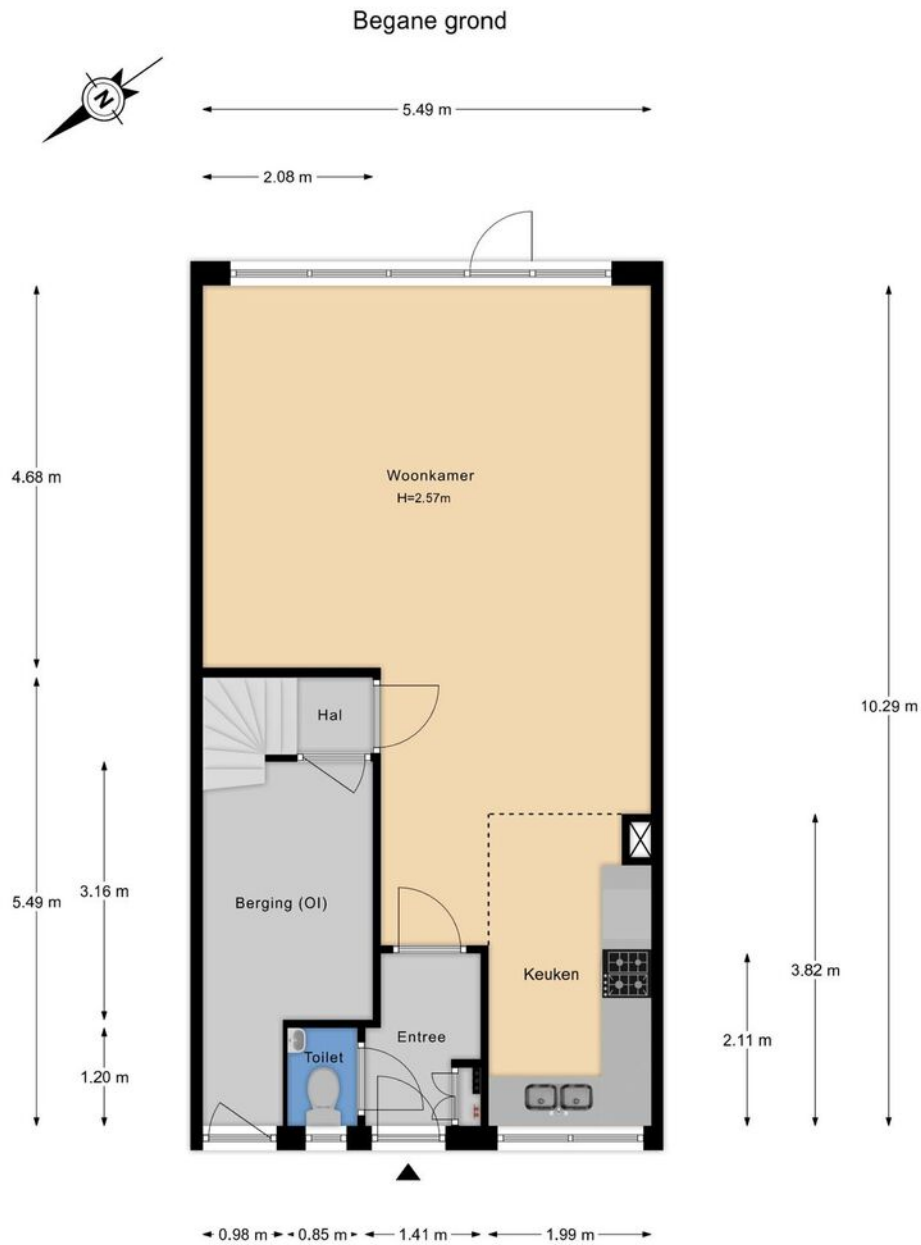 Begane grond
N
5.49 m
2.08 m
4.68 m
Woonkamer
H=2.57m
10.29 m
Hal
5.49 m
3.16 m
Berging (OI)
3.82 m
Keuken
2.11 m
Entree
Toilet
1.20 m
0.98 m
0.85 m
1.41 m
1.99 m